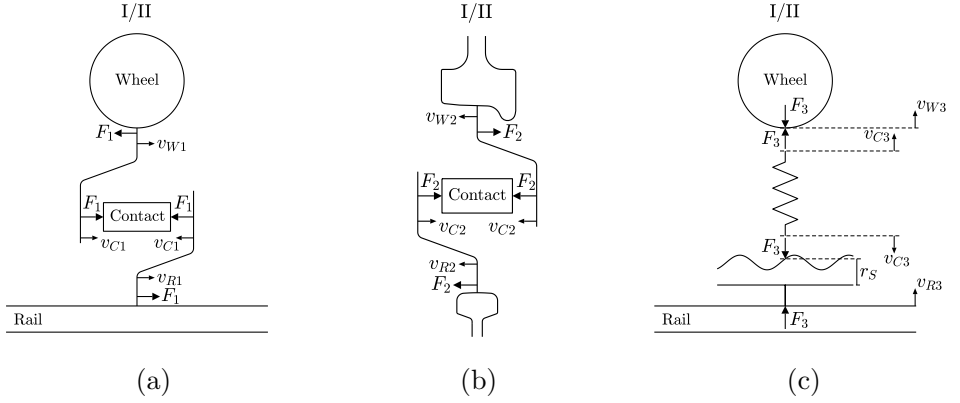 I/II
Wheel
F1
vW1
F1
Contact
F1
vC1
vC1
vR1
F1
Rail
(a)
I/II
vW2
F2
F2
Contact
F2
vC2
vC2
vR2
F2
(b)
I/II
Wheel
F3
vW3
F3
vC3
F3
vC3
rS
vR3
Rail
F3
(c)